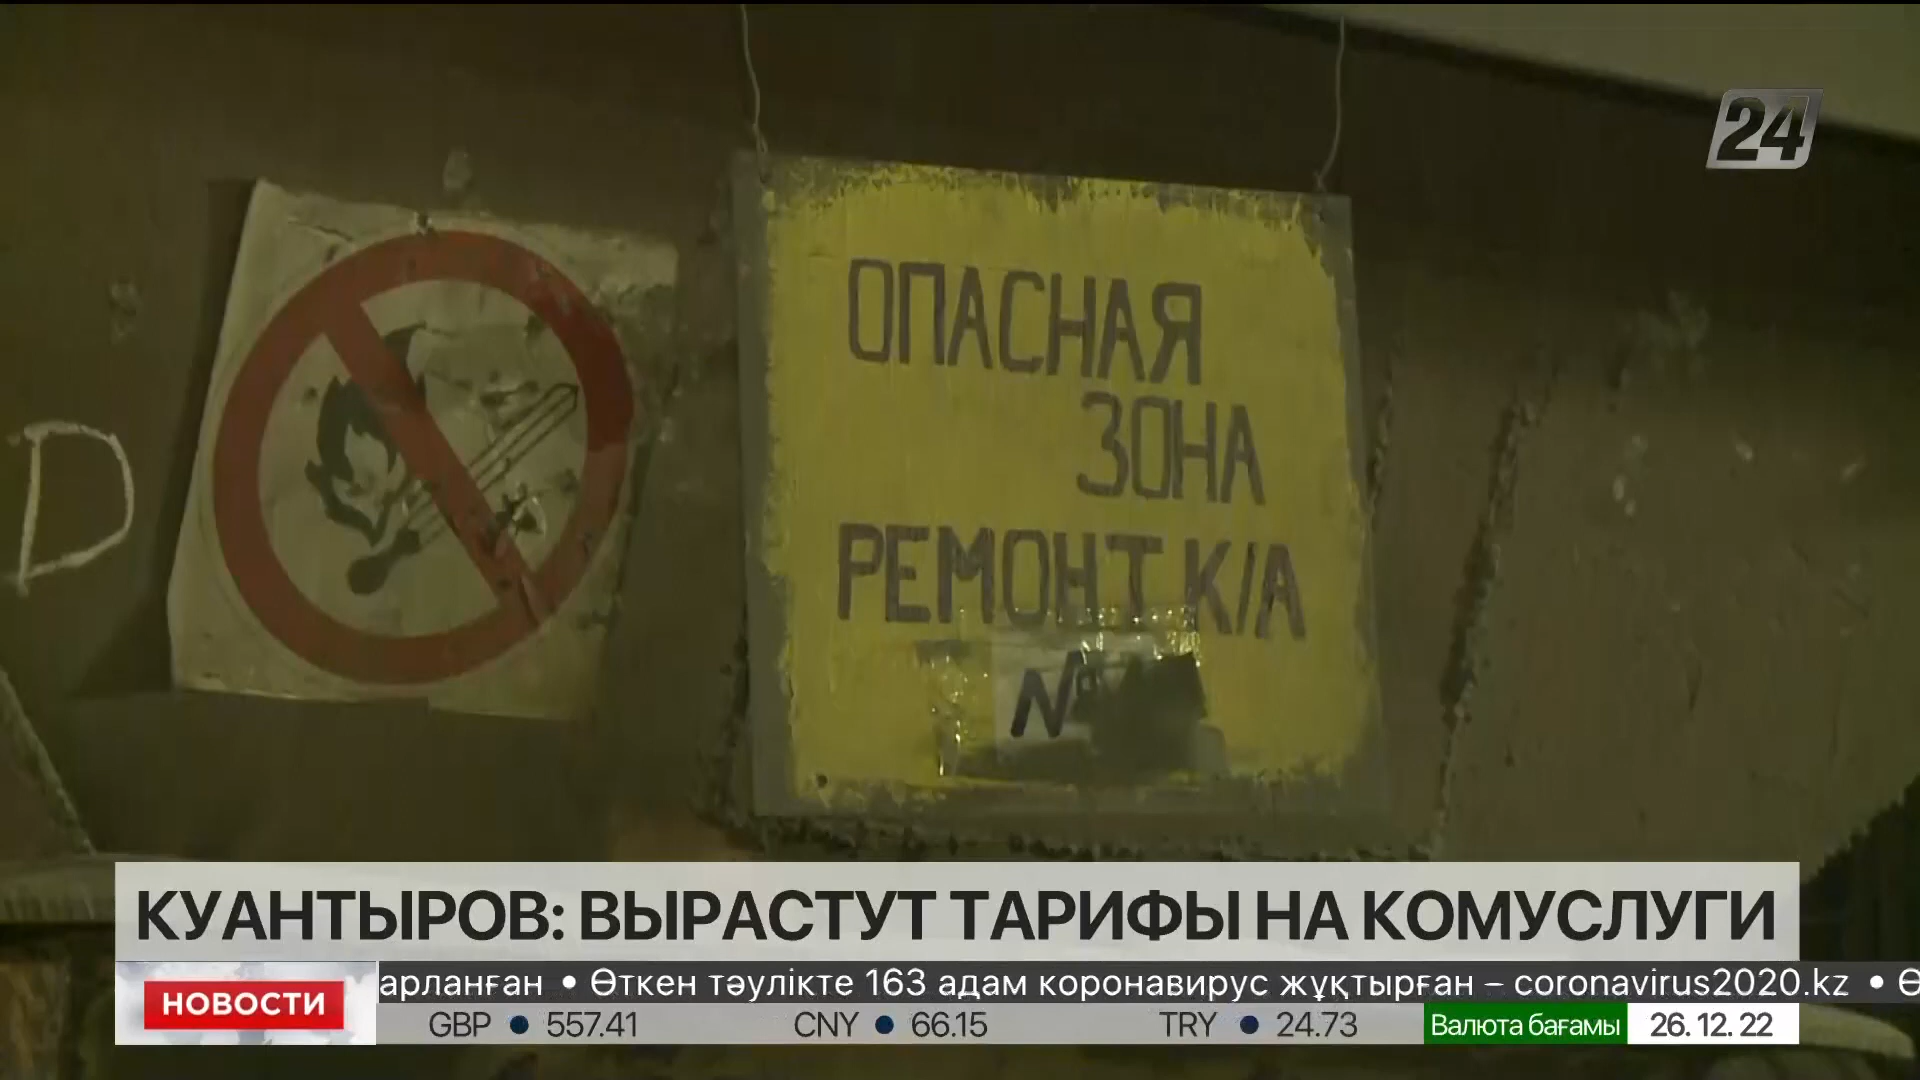 24
D
ОПАСНАЯ
ЗОНА
РЕМОНТ К/А
№
КУАНТЫРОВ: ВЫРАСТУТ ТАРИФЫ НА КОМУСЛУГИ
НОВОСТИ
арланған • Өткен тәулікте 163 адам коронавирус жұқтырған – coronavirus2020.kz • Ө
GBP • 557.41 CNY • 66.15 TRY • 24.73 Валюта бағамы 26.12.22